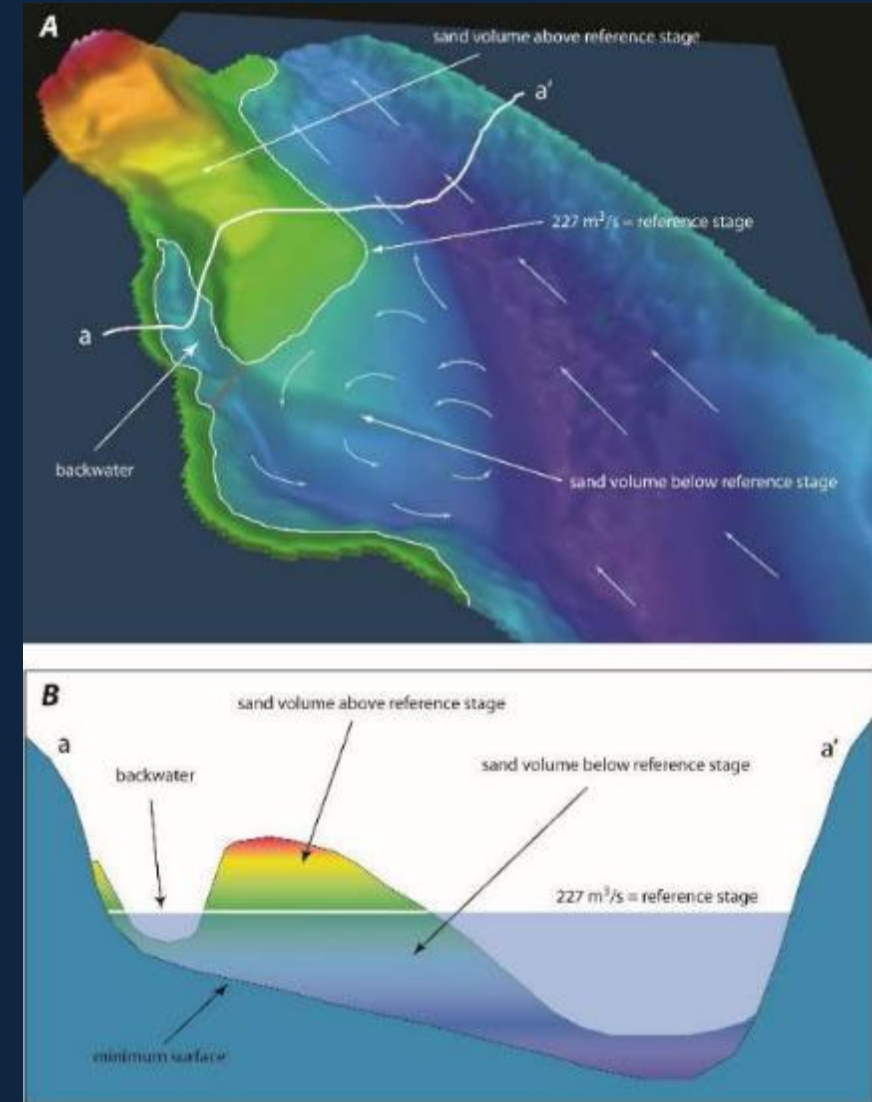 A
sand volume above reference stage
a'
227 m³/s = reference stage
a
backwater
sand volume below reference stage
B
sand volume above reference stage
a
a'
sand volume below reference stage
backwater
227 m³/s = reference stage
minimum surface